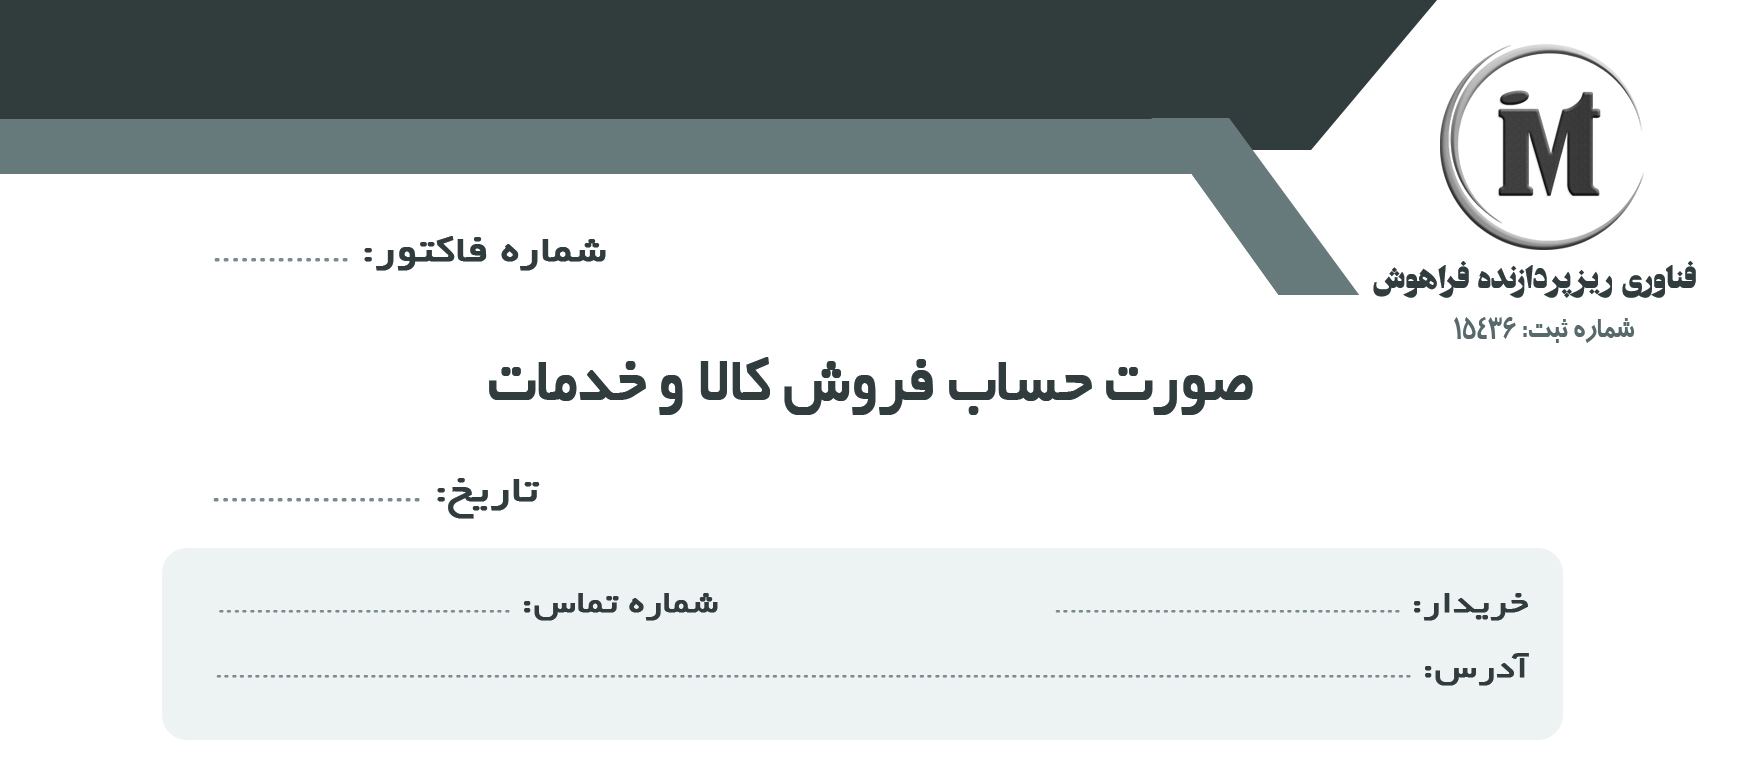 iMt
فناوری ریزپردازنده فراهوش
شماره ثبت: ۱۵۴۳۶
شماره فاکتور: ...............
صورت حساب فروش کالا و خدمات
تاریخ: .......................
خریدار: ............................................ شماره تماس: .....................................
آدرس: ........................................................................................................................